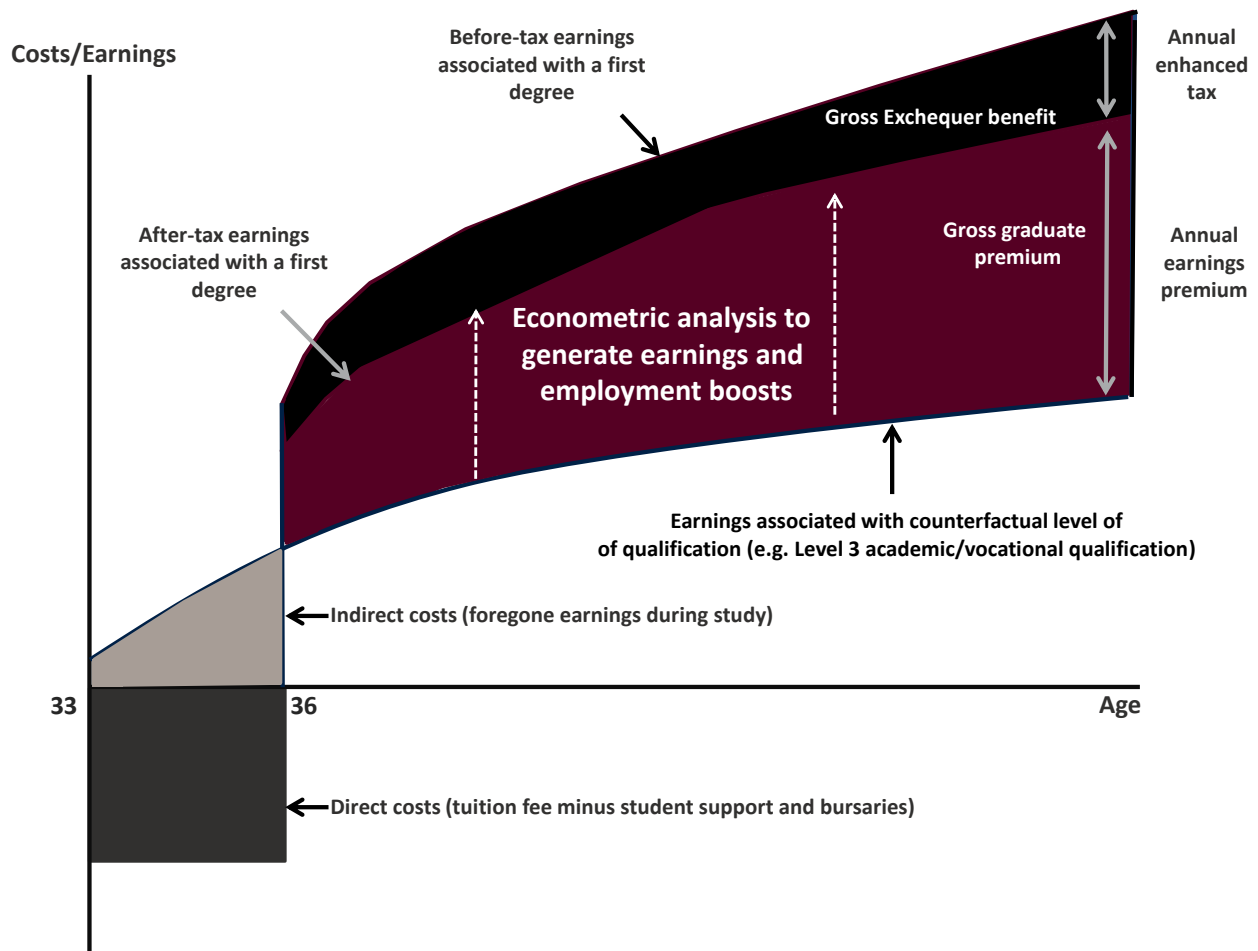 Costs/Earnings
Before-tax earnings
associated with a first
degree
Annual
enhanced
tax
Gross Exchequer benefit
After-tax earnings
associated with a first
degree
Gross graduate
premium
Annual
earnings
premium
Econometric analysis to
generate earnings and
employment boosts
Earnings associated with counterfactual level of
of qualification (e.g. Level 3 academic/vocational qualification)
Indirect costs (foregone earnings during study)
33
36
Age
Direct costs (tuition fee minus student support and bursaries)